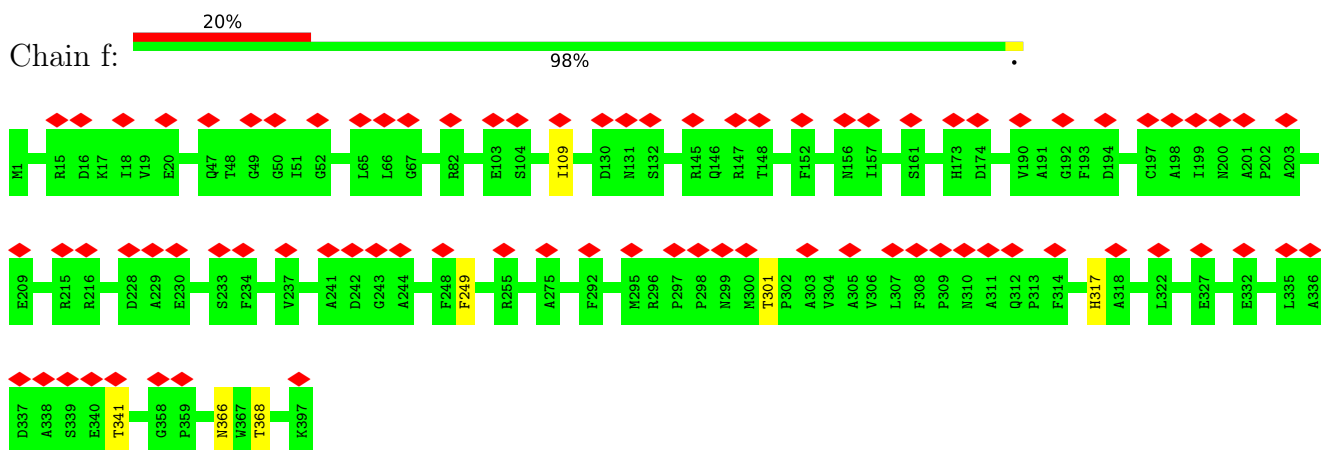 20%
Chain f:
98%
•
M1 R15 D16 K17 I18 V19 E20 Q47 T48 G49 G50 I51 G52 L65 L66 G67 R82 E103 S104 I109 D130 N131 S132 R145 Q146 R147 T148 F152 N156 I157 S161 H173 D174 V190 A191 G192 F193 D194 C197 A198 I199 N200 A201 P202 A203
E209 R215 R216 D228 A229 E230 S233 F234 V237 A241 D242 G243 A244 F248 F249 R255 A275 F292 M295 R296 P297 P298 N299 M300 T301 P302 A303 V304 A305 V306 L307 F308 P309 N310 A311 Q312 P313 F314 H317 A318 L322 E327 E332 L335 A336
D337 A338 S339 E340 T341 G358 P359 N366 W367 T368 K397